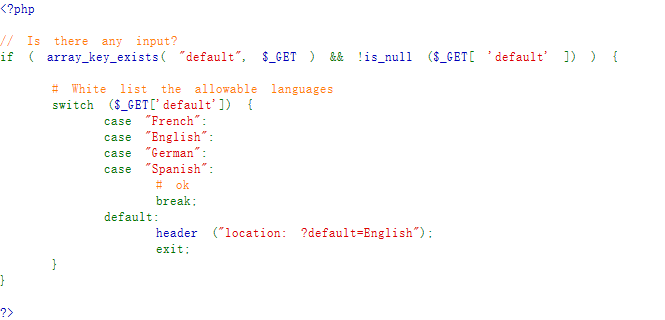 <?php
// Is there any input?
if ( array_key_exists( "default", $_GET ) && !is_null ($_GET[ 'default' ]) ) {
# White list the allowable languages
switch ($_GET['default']) {
case "French":
case "English":
case "German":
case "Spanish":
# ok
break;
default:
header ("location: ?default=English");
exit;
}
}
?>